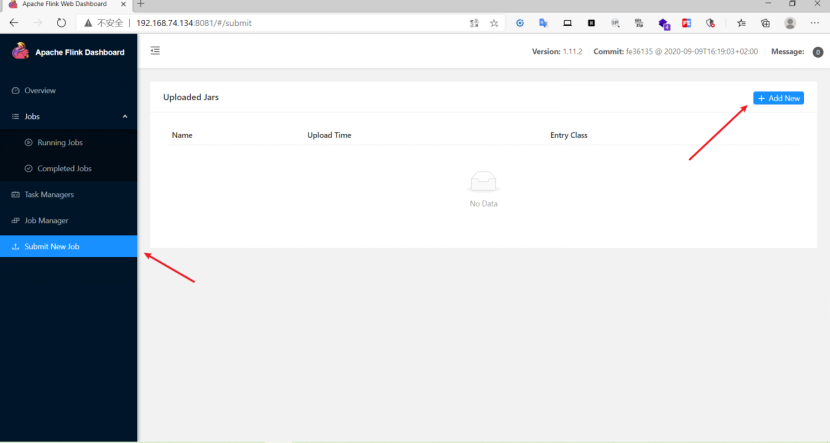 Apache Flink Web Dashboard
不安全 192.168.74.134:8081/#/submit
Apache Flink Dashboard
Version: 1.11.2 Commit: fe36135 @ 2020-09-09T16:19:03+02:00 Message: 0
Overview
Jobs
Running Jobs
Completed Jobs
Task Managers
Job Manager
Submit New Job
Uploaded Jars
+ Add New
Name Upload Time Entry Class
No Data